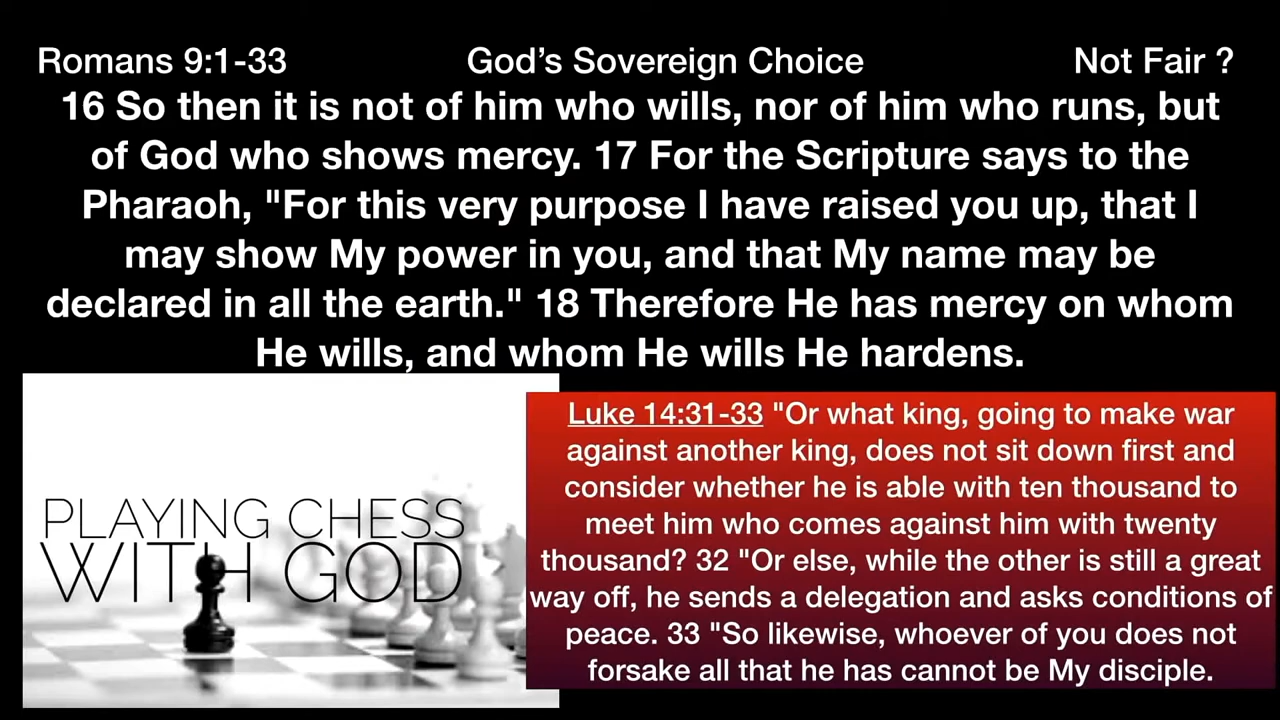 Romans 9:1-33 God’s Sovereign Choice Not Fair ?
16 So then it is not of him who wills, nor of him who runs, but
of God who shows mercy. 17 For the Scripture says to the
Pharaoh, "For this very purpose I have raised you up, that I
may show My power in you, and that My name may be
declared in all the earth." 18 Therefore He has mercy on whom
He wills, and whom He wills He hardens.
PLAYING CHESS
WITH GOD
Luke 14:31-33 "Or what king, going to make war
against another king, does not sit down first and
consider whether he is able with ten thousand to
meet him who comes against him with twenty
thousand? 32 "Or else, while the other is still a great
way off, he sends a delegation and asks conditions of
peace. 33 "So likewise, whoever of you does not
forsake all that he has cannot be My disciple.